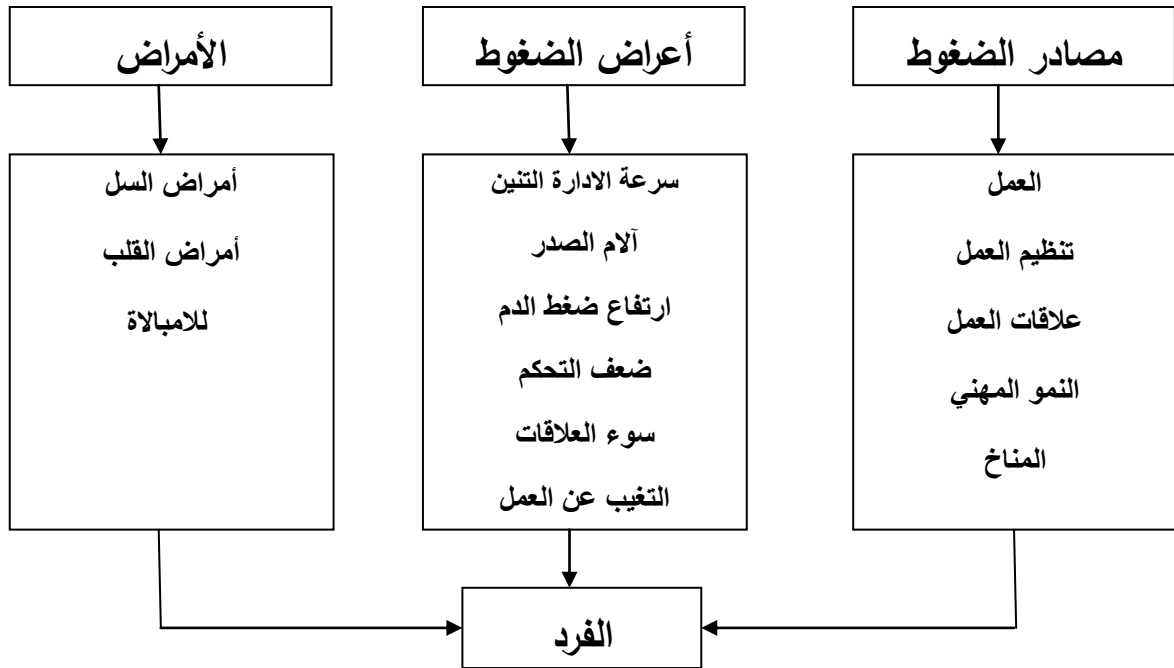 مصادر الضغوط
العمل
تنظيم العمل
علاقات العمل
النمو المهني
المناخ
أعراض الضغوط
سرعة الادارة التنين
آلام الصدر
ارتفاع ضغط الدم
ضعف التحكم
سوء العلاقات
التغيب عن العمل
الأمراض
أمراض السل
أمراض القلب
للامبالاة
الفرد